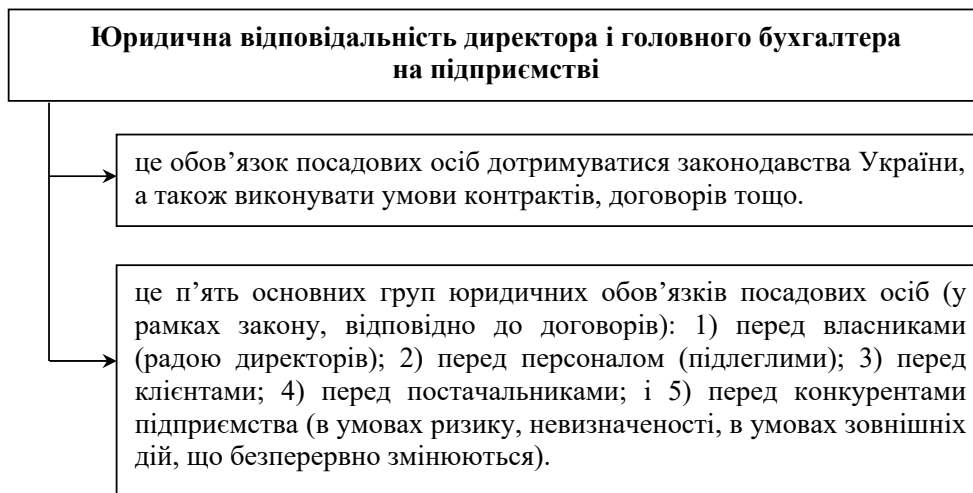 Юридична відповідальність директора і головного бухгалтера
на підприємстві
це обов’язок посадових осіб дотримуватися законодавства України,
а також виконувати умови контрактів, договорів тощо.
це п’ять основних груп юридичних обов’язків посадових осіб (у
рамках закону, відповідно до договорів): 1) перед власниками
(радою директорів); 2) перед персоналом (підлеглими); 3) перед
клієнтами; 4) перед постачальниками; і 5) перед конкурентами
підприємства (в умовах ризику, невизначеності, в умовах зовнішніх
дій, що безперервно змінюються).